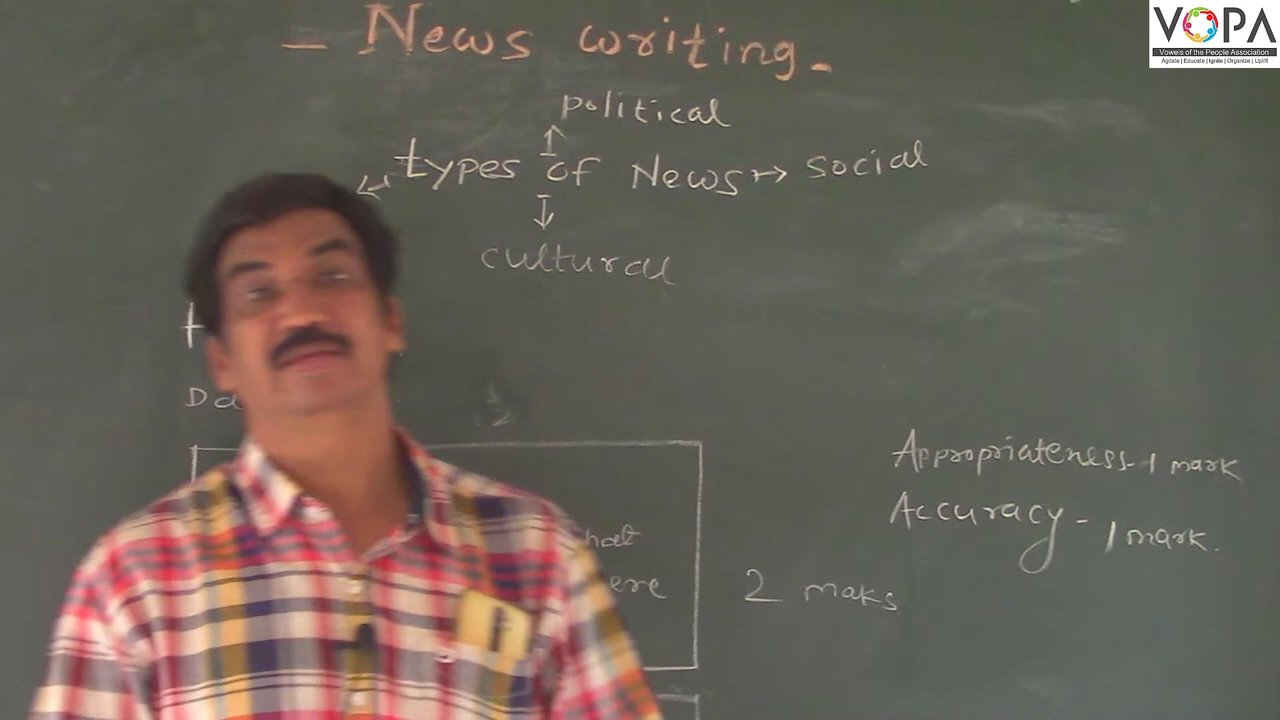 VOPA
Vowels of the People Association
Agitate | Educate | Ignite | Organize | Uplift
- News writing -
political
types of News → social
cultural
Appropriateness - 1 mark
Accuracy - 1 mark.
2 maks